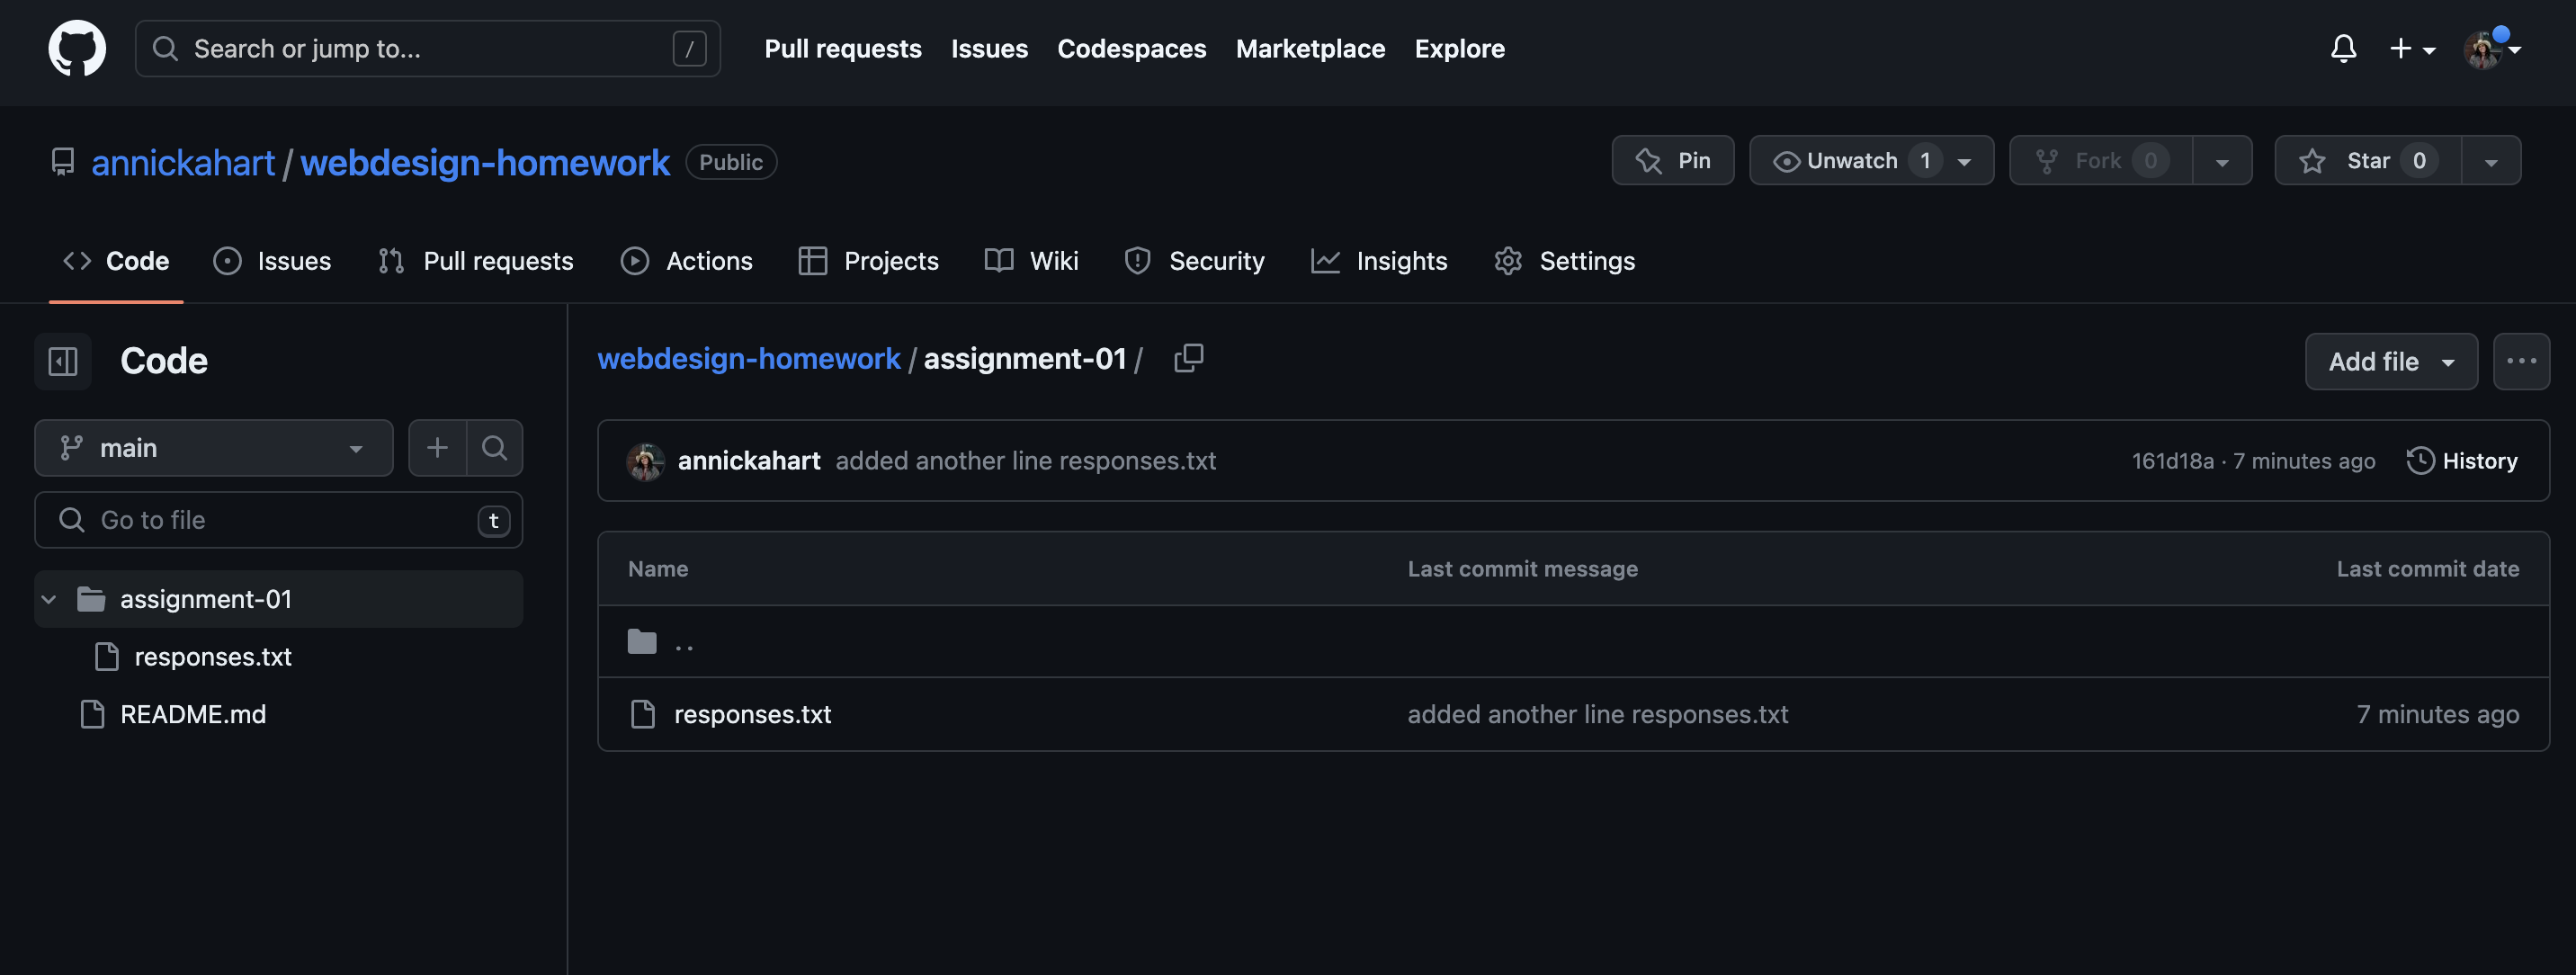 Search or jump to... / Pull requests Issues Codespaces Marketplace Explore
annickahart / webdesign-homework Public Pin Unwatch 1 Fork 0 Star 0
Code Issues Pull requests Actions Projects Wiki Security Insights Settings
Code
main
Go to file t
assignment-01
responses.txt
README.md
webdesign-homework / assignment-01 / Add file ...
annickahart added another line responses.txt 161d18a · 7 minutes ago History
Name Last commit message Last commit date
..
responses.txt added another line responses.txt 7 minutes ago